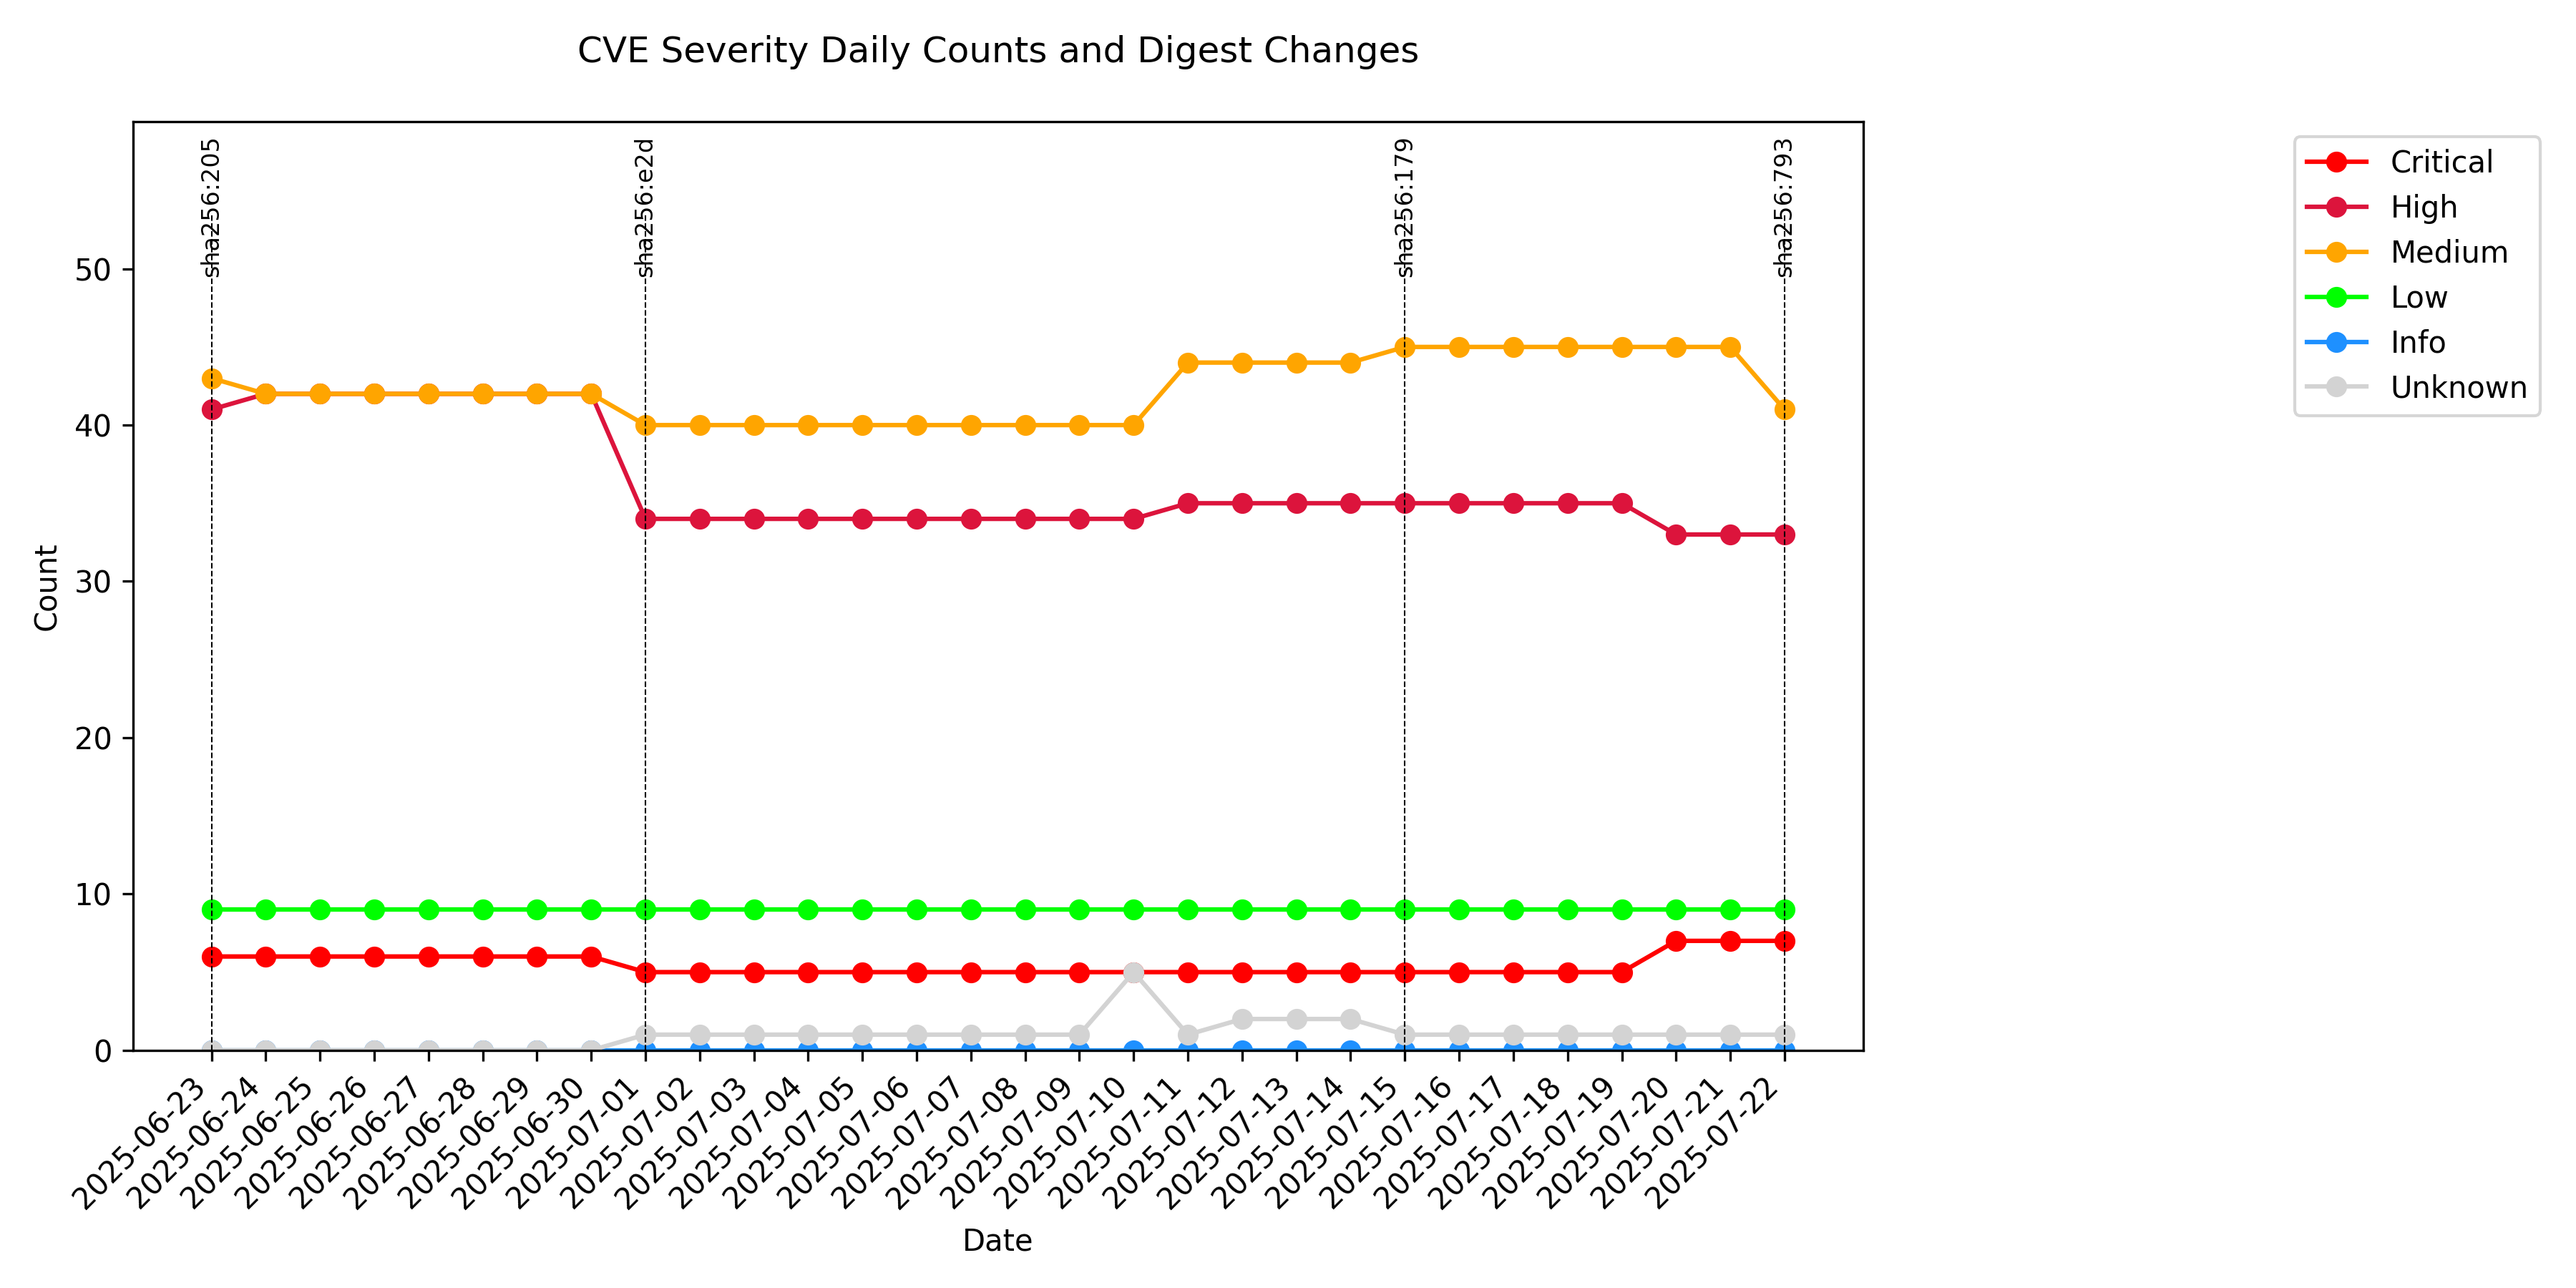 CVE Severity Daily Counts and Digest Changes
sha256:205
sha256:e2d
sha256:179
sha256:793
Critical
High
Medium
Low
Info
Unknown
Count
50
40
30
20
10
0
2025-06-23
2025-06-24
2025-06-25
2025-06-26
2025-06-27
2025-06-28
2025-06-29
2025-06-30
2025-07-01
2025-07-02
2025-07-03
2025-07-04
2025-07-05
2025-07-06
2025-07-07
2025-07-08
2025-07-09
2025-07-10
2025-07-11
2025-07-12
2025-07-13
2025-07-14
2025-07-15
2025-07-16
2025-07-17
2025-07-18
2025-07-19
2025-07-20
2025-07-21
2025-07-22
Date